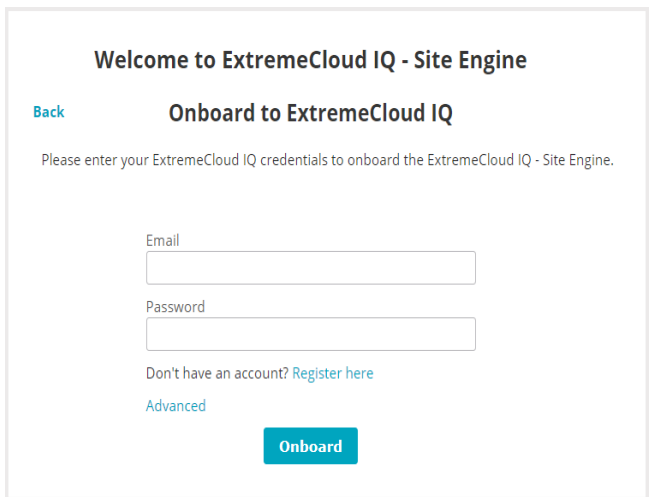 Welcome to ExtremeCloud IQ - Site Engine
Back
Onboard to ExtremeCloud IQ
Please enter your ExtremeCloud IQ credentials to onboard the ExtremeCloud IQ - Site Engine.
Email
Password
Don't have an account? Register here
Advanced
Onboard